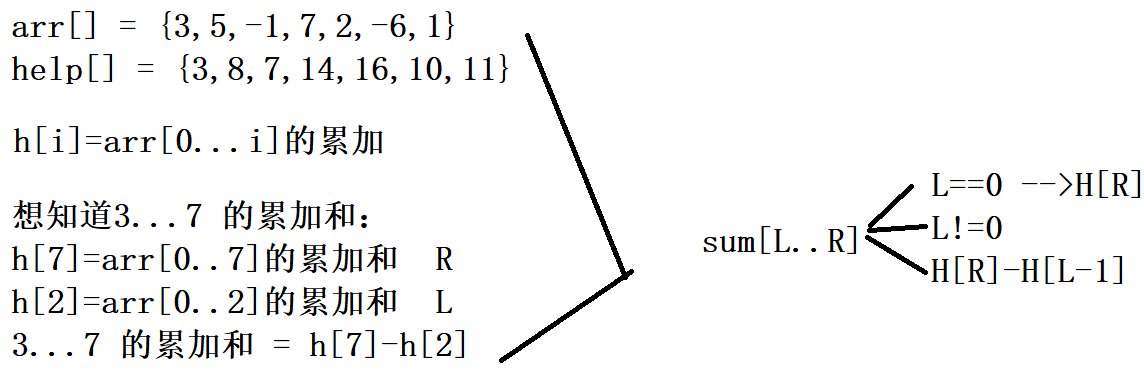 arr[] = {3,5,-1,7,2,-6,1}
help[] = {3,8,7,14,16,10,11}
h[i]=arr[0...i]的累加
想知道3...7 的累加和：
h[7]=arr[0..7]的累加和 R
h[2]=arr[0..2]的累加和 L
3...7 的累加和 = h[7]-h[2]
sum[L..R]
L==0 -->H[R]
L!=0
H[R]-H[L-1]